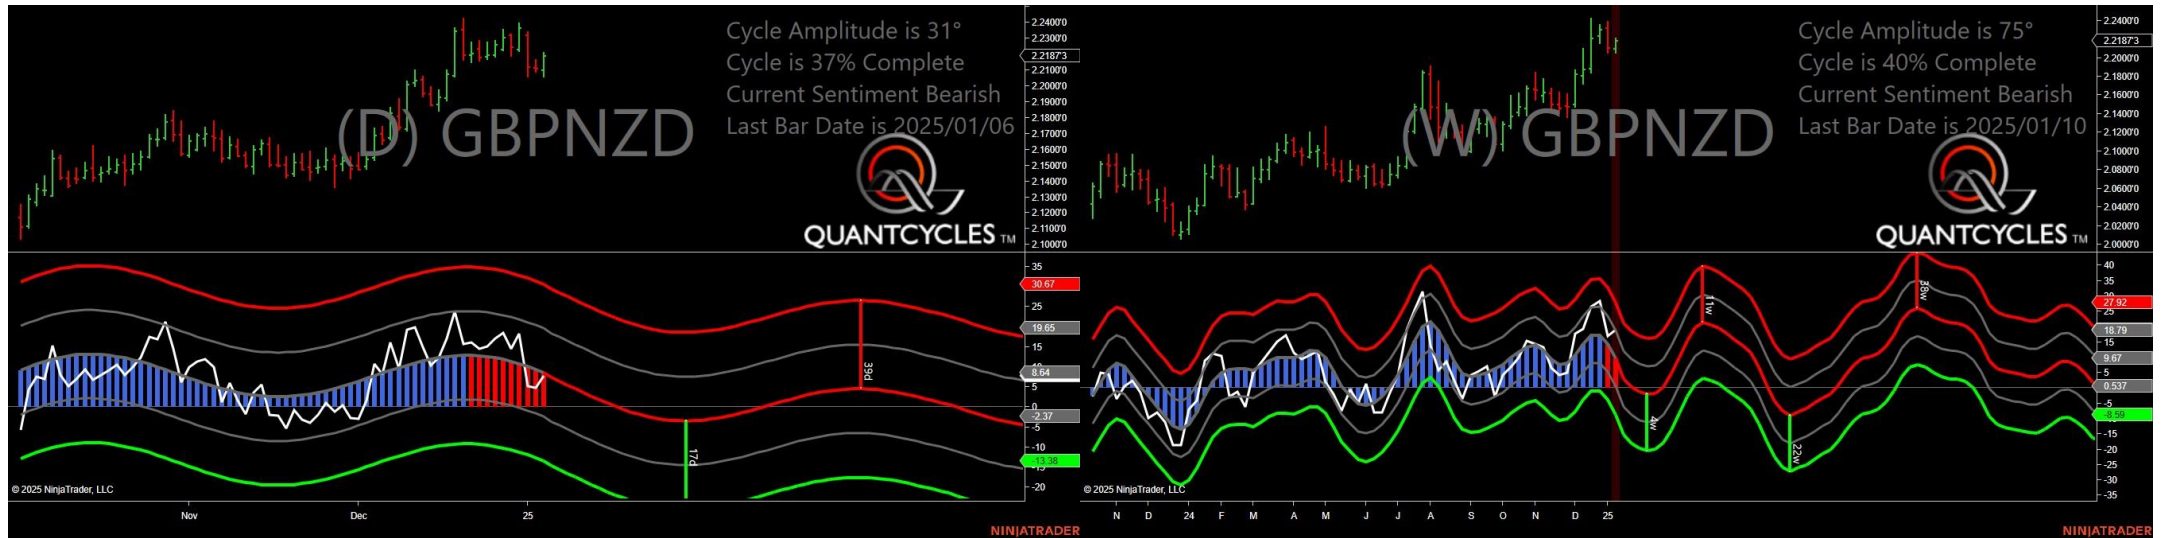 Cycle Amplitude is 31°
Cycle is 37% Complete
Current Sentiment Bearish
Last Bar Date is 2025/01/06
(D) GBPNZD
QUANTCYCLES TM
2.2400'0
2.2300'0
2.2187'3
2.2100'0
2.2000'0
2.1900'0
2.1800'0
2.1700'0
2.1600'0
2.1500'0
2.1400'0
2.1300'0
2.1200'0
2.1100'0
2.1000'0
35
30.67
25
19.65
15
8.64
5
0
-2.37
-5
-10
-13.38
-15
-20
39d
17d
© 2025 NinjaTrader, LLC
Nov
Dec
25
NINJATRADER
Cycle Amplitude is 75°
Cycle is 40% Complete
Current Sentiment Bearish
Last Bar Date is 2025/01/10
(W) GBPNZD
QUANTCYCLES TM
2.2400'0
2.2187'3
2.2000'0
2.1800'0
2.1600'0
2.1400'0
2.1200'0
2.1000'0
2.0800'0
2.0600'0
2.0400'0
2.0200'0
2.0000'0
40
35
27.92
25
18.79
15
9.67
5
0.537
-5
-8.59
-15
-20
-25
-30
-35
11w
38w
4w
22w
© 2025 NinjaTrader, LLC
N D 24 F M A M J J A S O N D 25
NINJATRADER